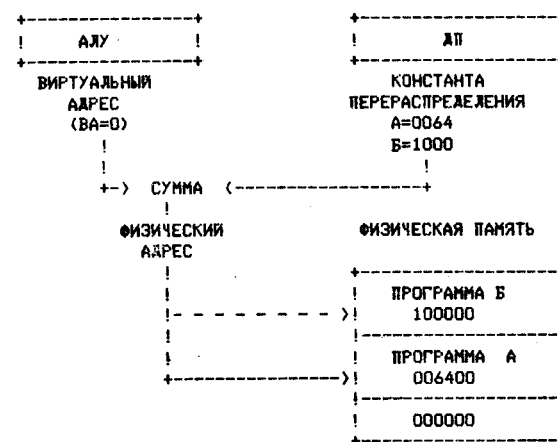 АЛУ ДП
ВИРТУАЛЬНЫЙ КОНСТАНТА
АДРЕС ПЕРЕРАСПРЕДЕЛЕНИЯ
(ВА=0) А=0064
Б=1000
СУММА
ФИЗИЧЕСКИЙ ФИЗИЧЕСКАЯ ПАМЯТЬ
АДРЕС
ПРОГРАММА Б
100000
ПРОГРАММА А
006400
000000